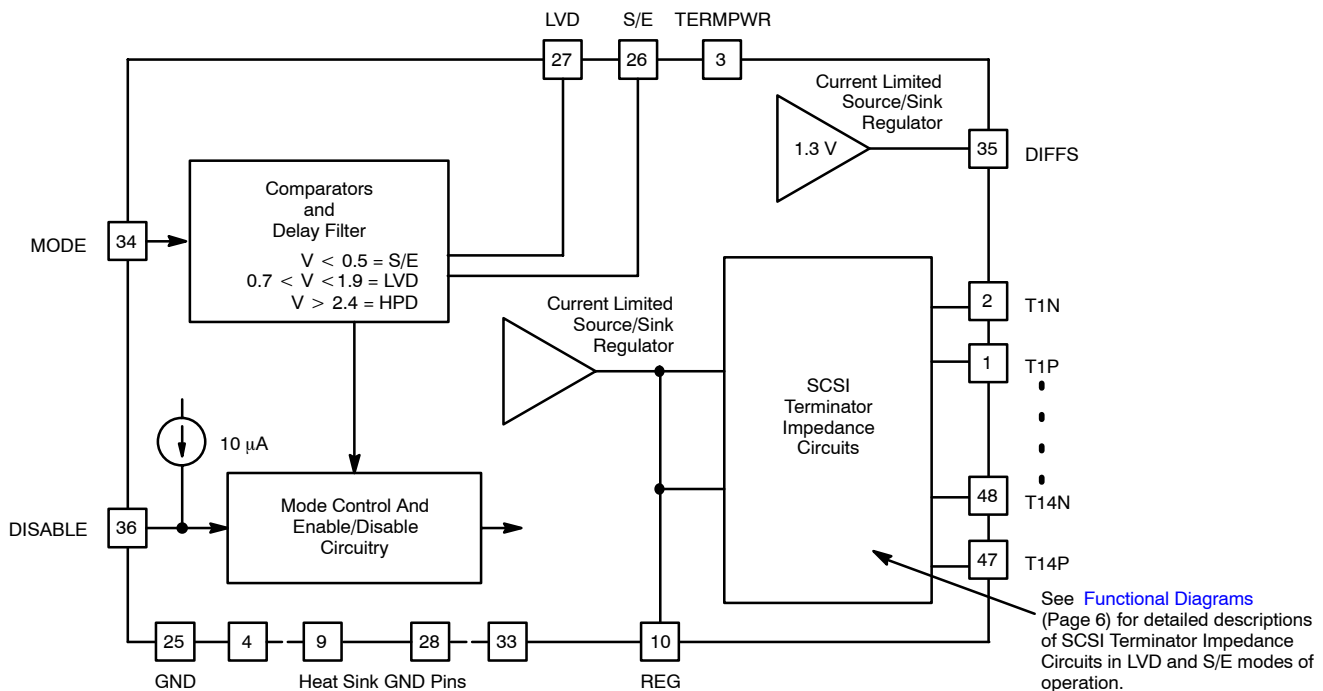 LVD
S/E
TERMPWR
27
26
3
Current Limited
Source/Sink
Regulator
1.3 V
35
DIFFS
Comparators
and
Delay Filter
V < 0.5 = S/E
0.7 < V < 1.9 = LVD
V > 2.4 = HPD
MODE
34
Current Limited
Source/Sink
Regulator
2
T1N
1
T1P
SCSI
Terminator
Impedance
Circuits
10 μA
48
T14N
DISABLE
36
Mode Control And
Enable/Disable
Circuitry
47
T14P
See Functional Diagrams
(Page 6) for detailed descriptions
of SCSI Terminator Impedance
Circuits in LVD and S/E modes of
operation.
25
4
9
28
33
10
GND
Heat Sink GND Pins
REG